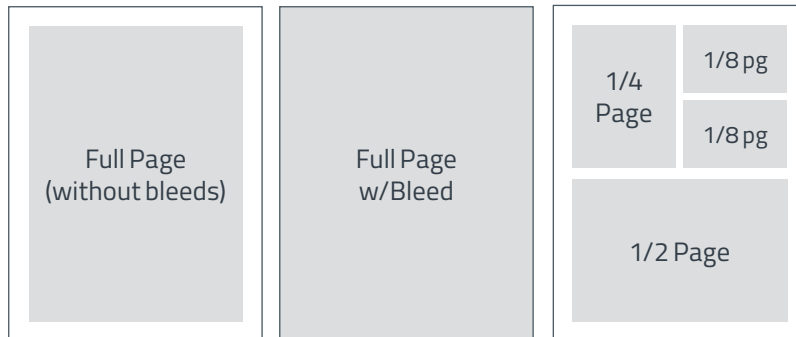 Full Page
(without bleeds)
Full Page
w/Bleed
1/4
Page
1/8 pg
1/8 pg
1/2 Page